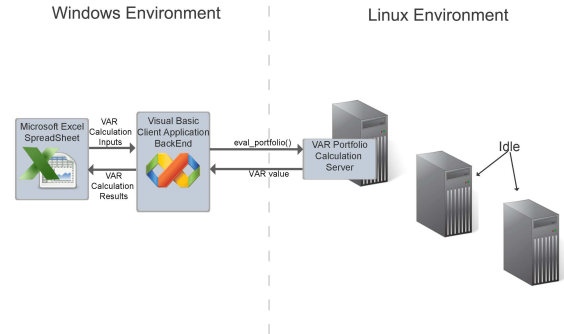 Windows Environment
Linux Environment
Microsoft Excel
SpreadSheet
VAR
Calculation
Inputs
VAR
Calculation
Results
Visual Basic
Client Application
BackEnd
eval_portfolio()
VAR value
VAR Portfolio
Calculation
Server
Idle